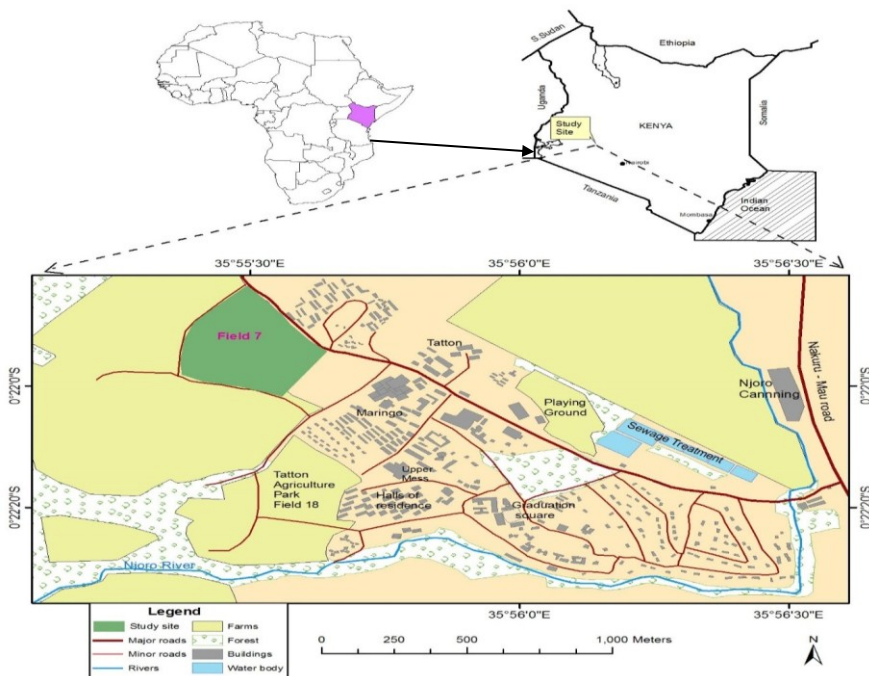 S.Sudan
Ethiopia
Uganda
Somalia
Study
Site
KENYA
Nairobi
Tanzania
Indian
Ocean
Mombasa
35°55'30"E
35°56'0"E
35°56'30"E
Field 7
Tatton
Nakuru - Mau road
0°22'0"S
0°22'0"S
Njoro
Cannning
Maringo
Playing
Ground
Sewage Treatment
Tatton
Agriculture
Park
Field 18
Upper
Mess
Halls of
residence
Graduation
square
0°22'20"S
0°22'20"S
Njoro River
35°56'0"E
35°56'30"E
Legend
Study site
Farms
Major roads
Forest
Minor roads
Buildings
Rivers
Water body
0 250 500 1,000 Meters
N